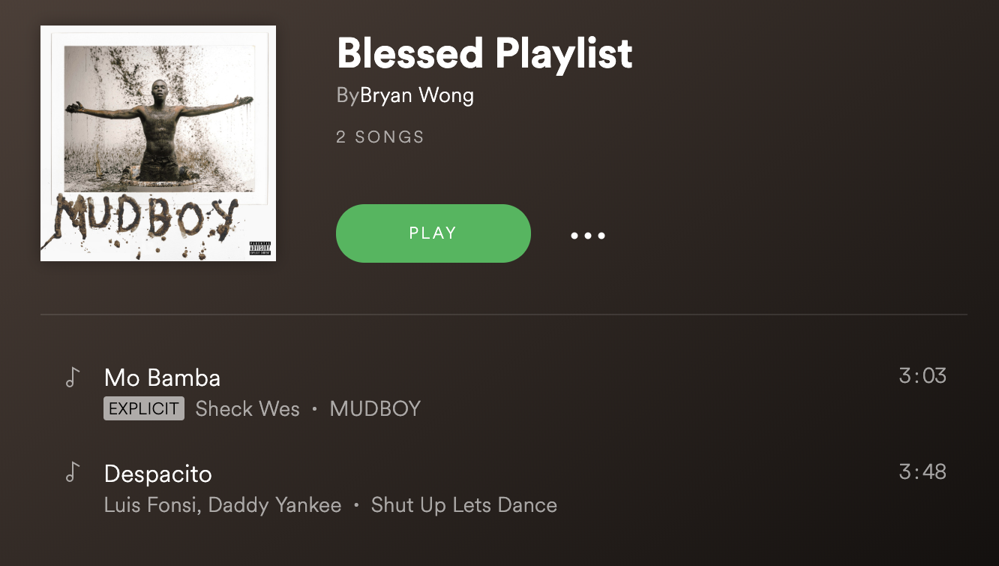 MUDBOY
PARENTAL
ADVISORY
EXPLICIT CONTENT
Blessed Playlist
ByBryan Wong
2 SONGS
PLAY
Mo Bamba
3:03
EXPLICIT Sheck Wes • MUDBOY
Despacito
3:48
Luis Fonsi, Daddy Yankee • Shut Up Lets Dance